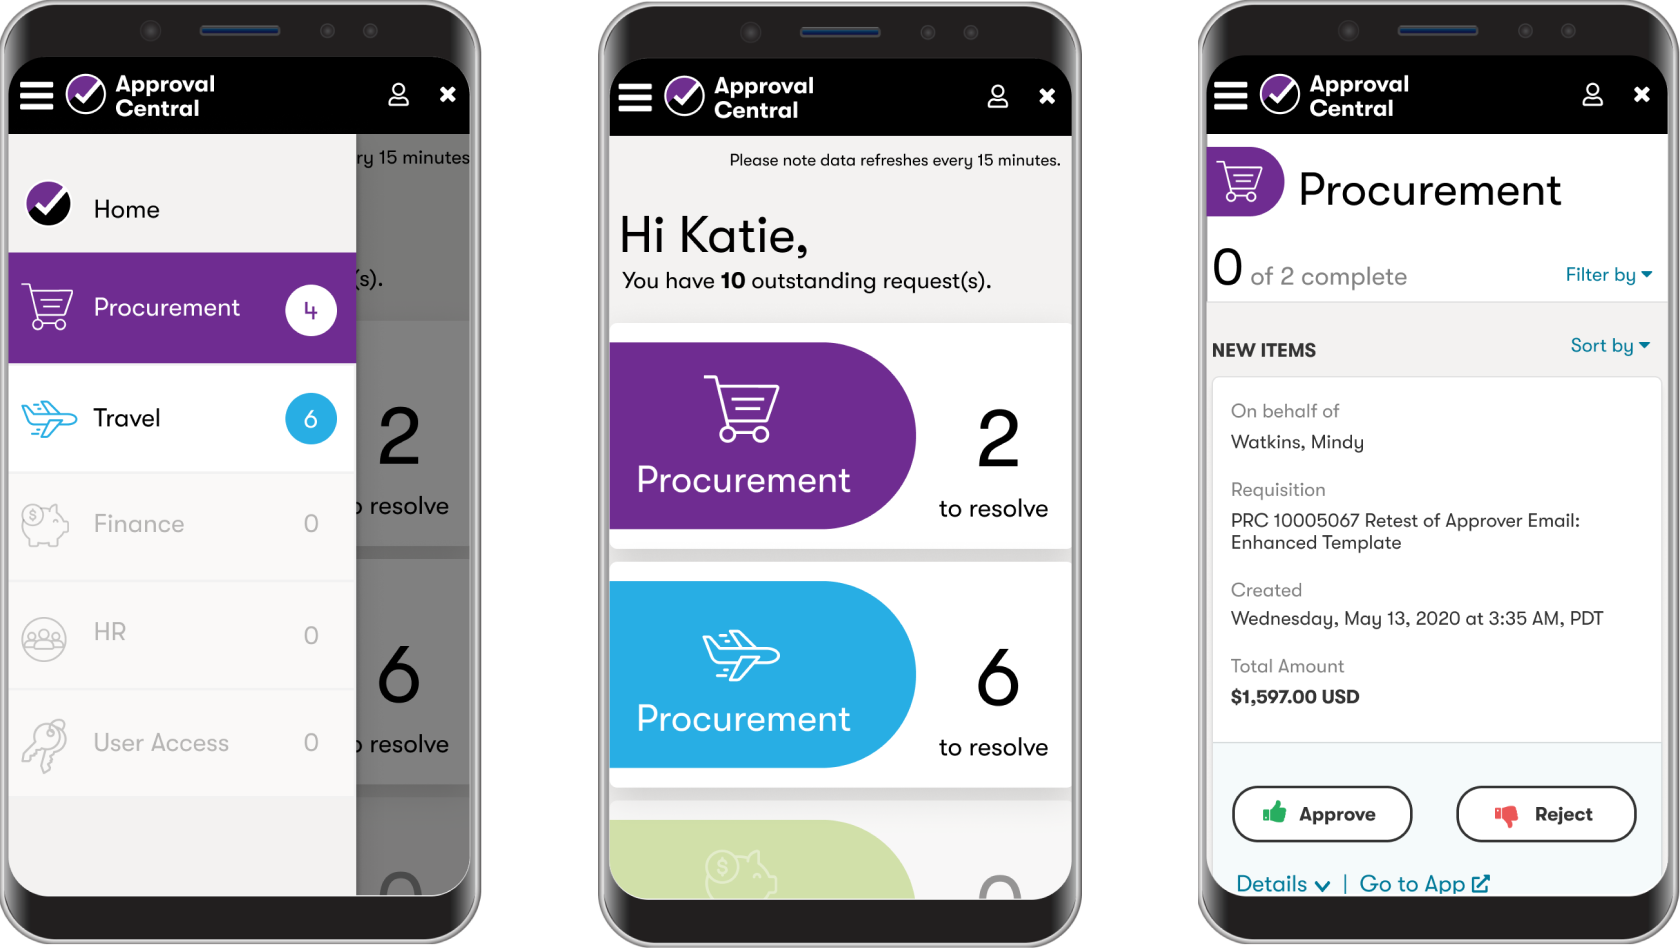 Approval
Central
ry 15 minutes
Home
(s).
Procurement
4
Travel
6
2
resolve
Finance
0
HR
0
6
User Access
0
resolve
0
Approval
Central
Please note data refreshes every 15 minutes.
Hi Katie,
You have 10 outstanding request(s).
Procurement
2
to resolve
Procurement
6
to resolve
0
Approval
Central
Procurement
0 of 2 complete
Filter by
NEW ITEMS
Sort by
On behalf of
Watkins, Mindy
Requisition
PRC 10005067 Retest of Approver Email:
Enhanced Template
Created
Wednesday, May 13, 2020 at 3:35 AM, PDT
Total Amount
$1,597.00 USD
Approve
Reject
Details | Go to App